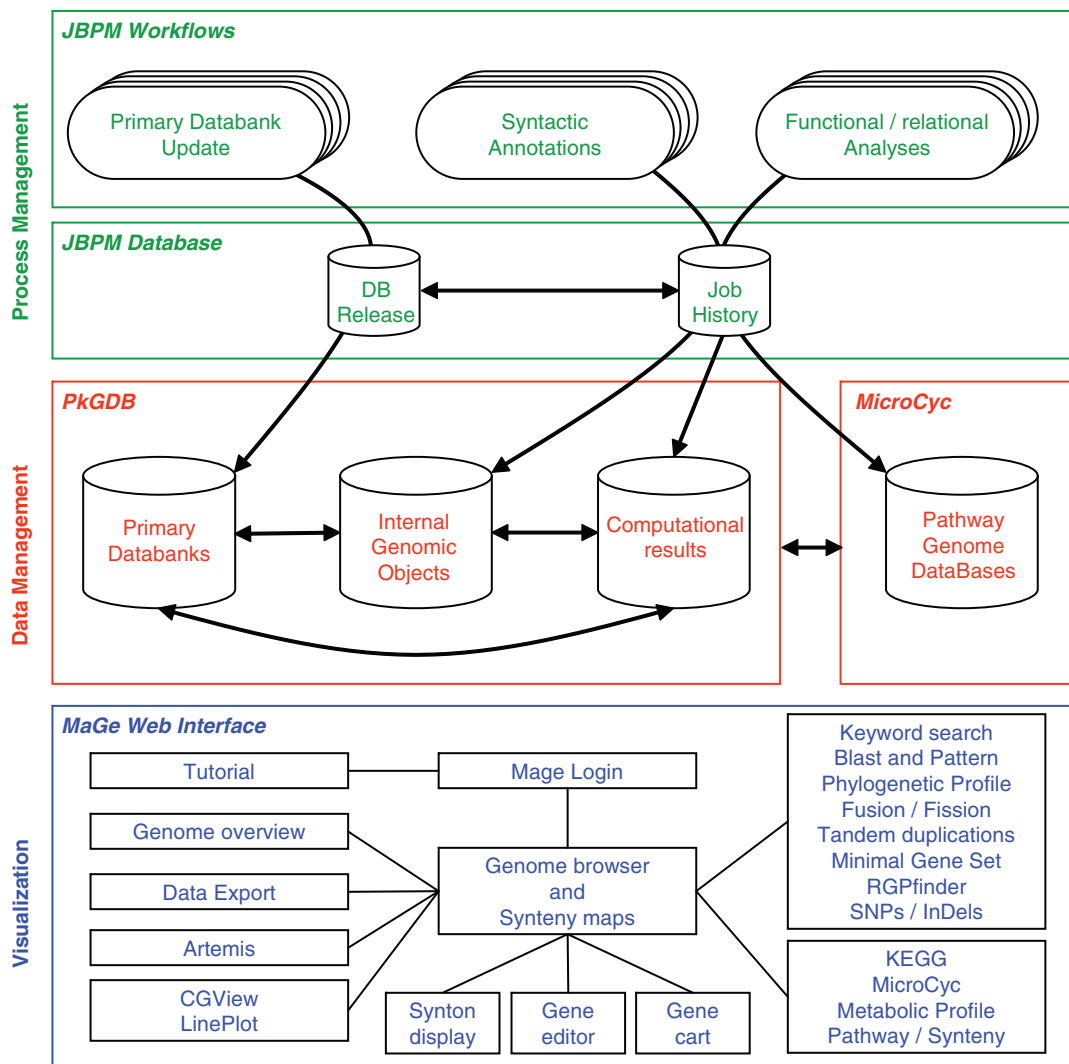 Process Management
JBPM Workflows
Primary Databank
Update
Syntactic
Annotations
Functional / relational
Analyses
JBPM Database
DB
Release
Job
History
Data Management
PkGDB
Primary
Databanks
Internal
Genomic
Objects
Computational
results
MicroCyc
Pathway
Genome
DataBases
Visualization
MaGe Web Interface
Tutorial
Mage Login
Genome overview
Data Export
Artemis
CGView
LinePlot
Genome browser
and
Synteny maps
Synton
display
Gene
editor
Gene
cart
Keyword search
Blast and Pattern
Phylogenetic Profile
Fusion / Fission
Tandem duplications
Minimal Gene Set
RGPfinder
SNPs / InDels
KEGG
MicroCyc
Metabolic Profile
Pathway / Synteny